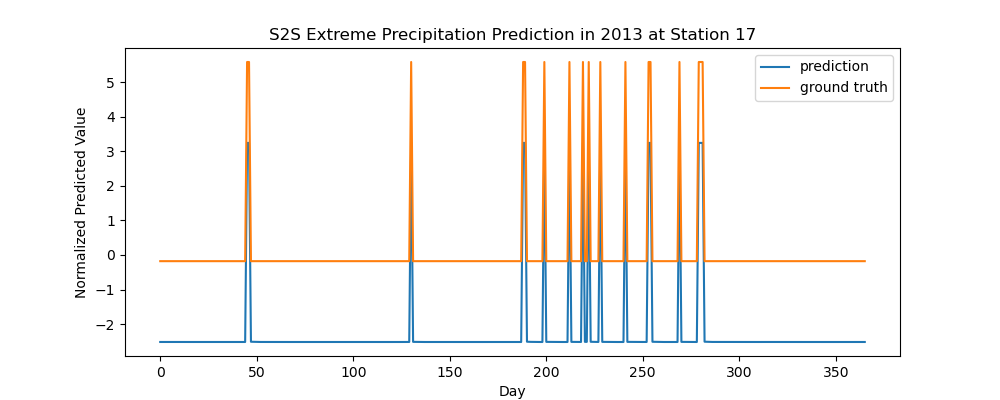 S2S Extreme Precipitation Prediction in 2013 at Station 17
prediction
ground truth
Normalized Predicted Value
5
4
3
2
1
0
−1
−2
0 50 100 150 200 250 300 350
Day